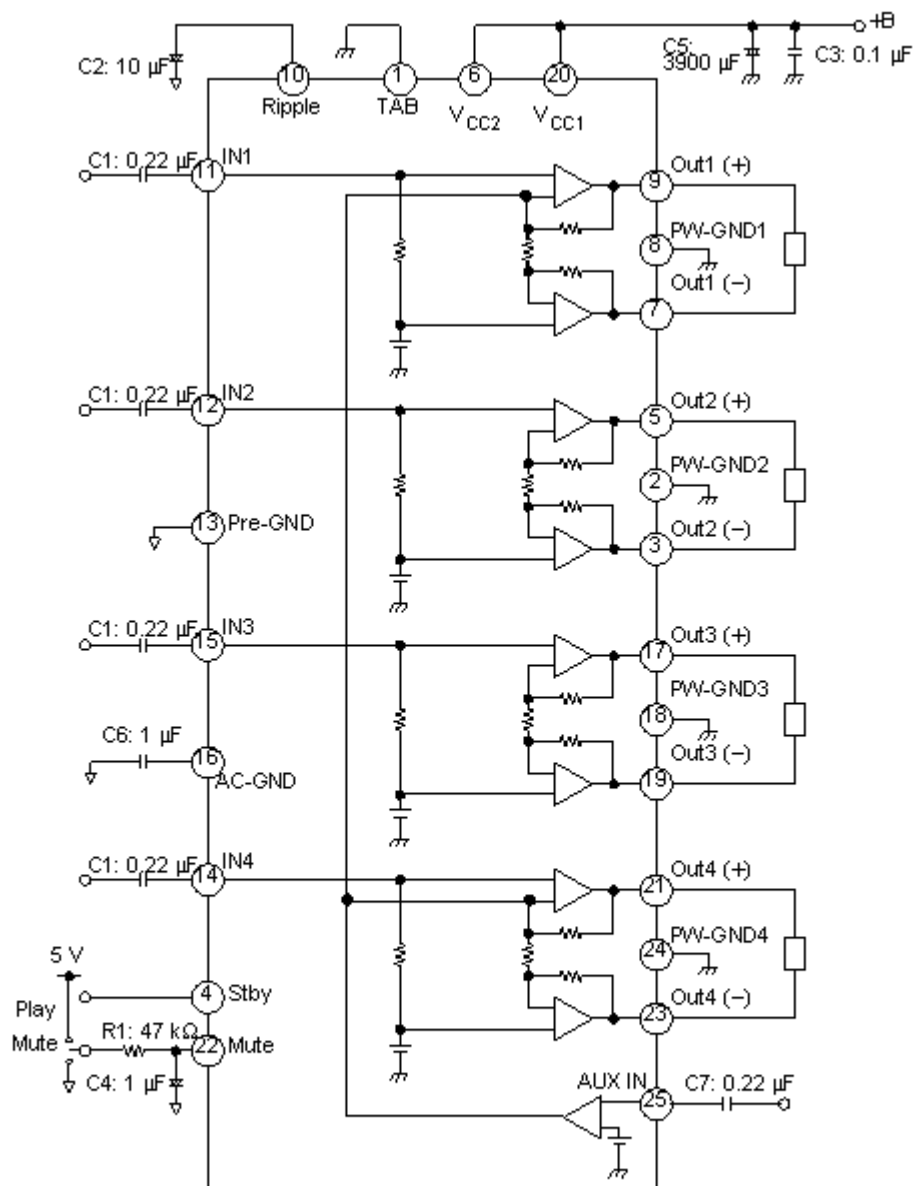 +B
C2: 10 µF
C5:
3900 µF
C3: 0.1 µF
10
1
6
20
Ripple
TAB
VCC2
VCC1
C1: 0.22 µF
11
IN1
9
Out1 (+)
8
PW-GND1
7
Out1 (−)
C1: 0.22 µF
12
IN2
5
Out2 (+)
2
PW-GND2
13
Pre-GND
3
Out2 (−)
C1: 0.22 µF
15
IN3
17
Out3 (+)
18
PW-GND3
C6: 1 µF
16
AC-GND
19
Out3 (−)
C1: 0.22 µF
14
IN4
21
Out4 (+)
24
PW-GND4
5 V
4
Stby
23
Out4 (−)
Play
Mute
R1: 47 kΩ
22
Mute
C4: 1 µF
AUX IN
25
C7: 0.22 µF